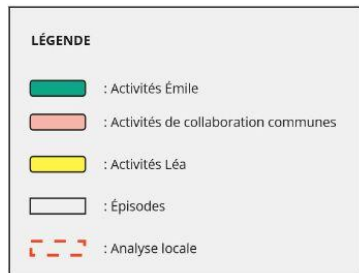 LÉGENDE
: Activités Émile
: Activités de collaboration communes
: Activités Léa
: Épisodes
: Analyse locale